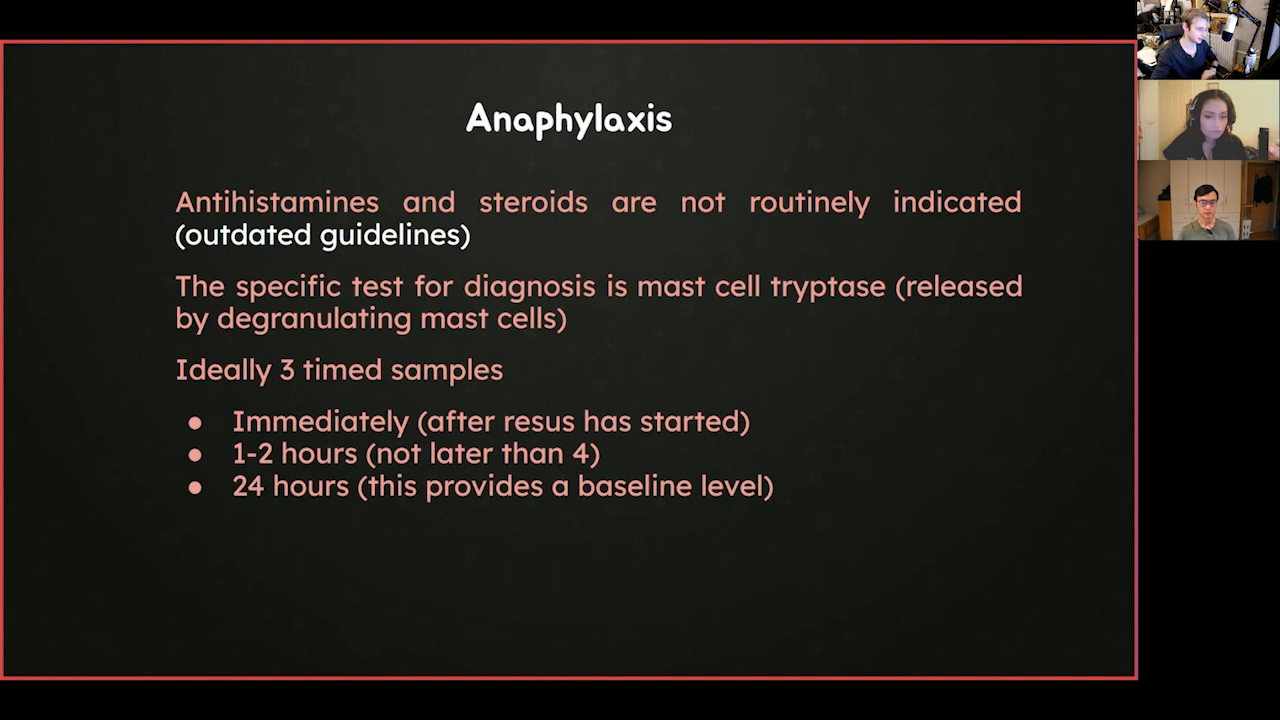 Anaphylaxis
Antihistamines and steroids are not routinely indicated
(outdated guidelines)
The specific test for diagnosis is mast cell tryptase (released
by degranulating mast cells)
Ideally 3 timed samples
● Immediately (after resus has started)
● 1-2 hours (not later than 4)
● 24 hours (this provides a baseline level)